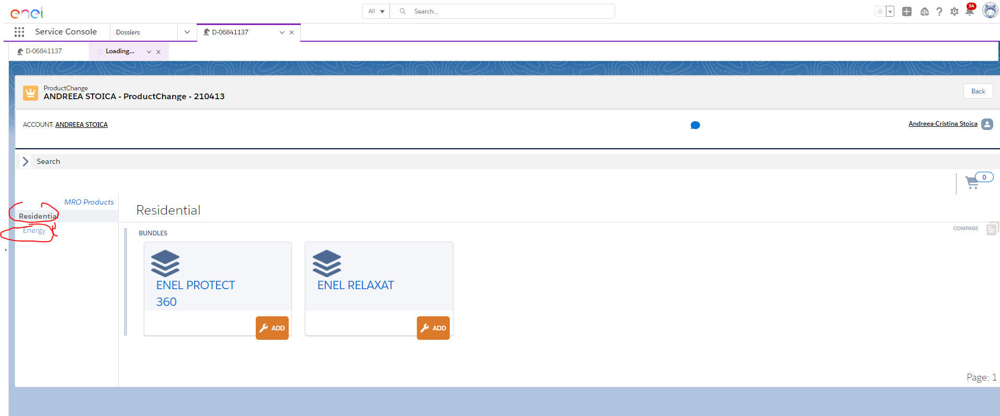 enel
All
Search...
14
Service Console
Dossiers
D-06841137
D-06841137
Loading...
ProductChange
ANDREEA STOICA - ProductChange - 210413
Back
ACCOUNT: ANDREEA STOICA
Andreea-Cristina Stoica
Search
0
MRO Products
Residential
Energy
Residential
BUNDLES
COMPARE
ENEL PROTECT
360
ADD
ENEL RELAXAT
ADD
Page: 1